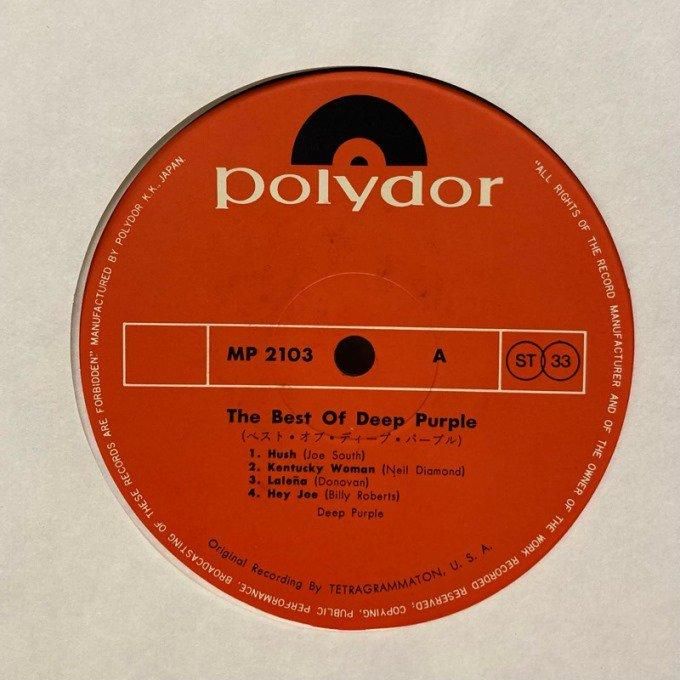 polydor
MP 2103
A
ST 33
The Best Of Deep Purple
(ベスト・オブ・ディープ・パープル)
1. Hush (Joe South)
2. Kentucky Woman (Neil Diamond)
3. Laleña (Donovan)
4. Hey Joe (Billy Roberts)
Deep Purple
Original Recording By TETRAGRAMMATON, U. S. A.
"ALL RIGHTS OF THE RECORD MANUFACTURER AND OF THE OWNER OF THE WORK RECORDED RESERVED, COPYING, PUBLIC PERFORMANCE, BROADCASTING OF THESE RECORDS ARE FORBIDDEN" MANUFACTURED BY POLYDOR K.K., JAPAN.